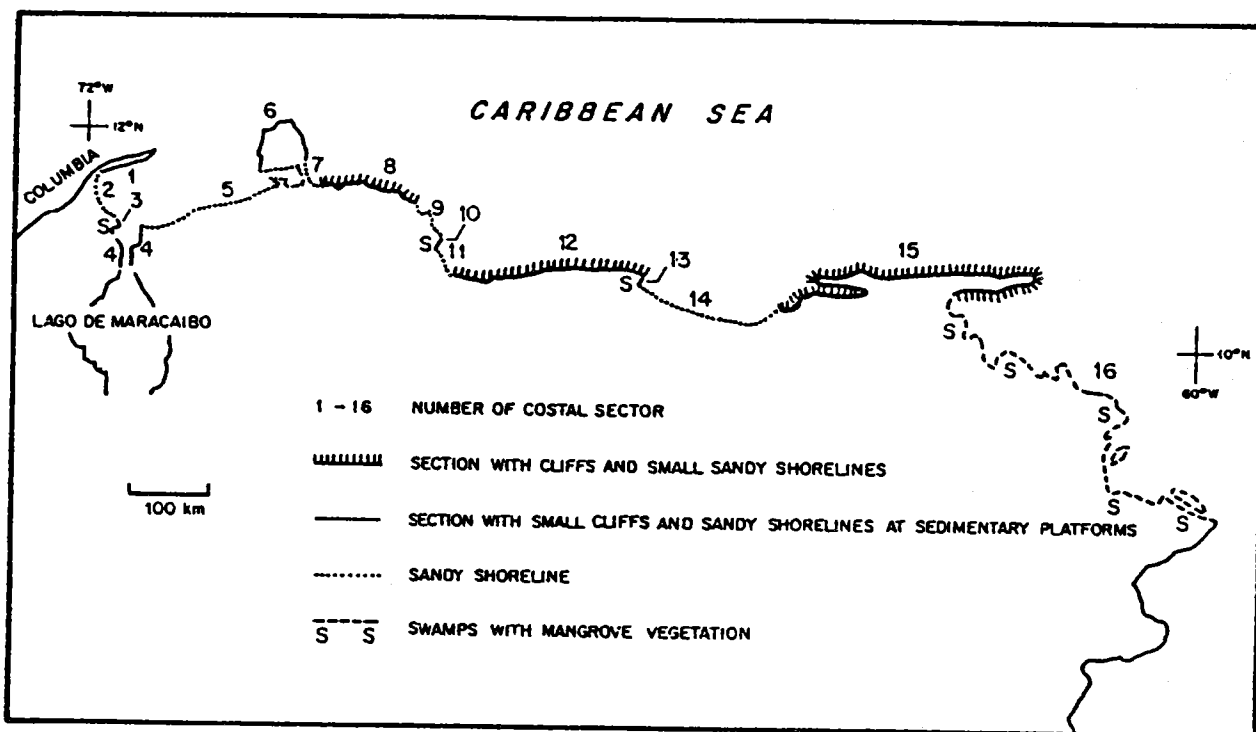 72°W
12°N
CARIBBEAN SEA
COLUMBIA
1
2
3
S
4
4
5
6
7
8
9
10
S
11
12
13
S
14
15
S
S
16
S
S
S
10°N
60°W
LAGO DE MARACAIBO
1 - 16 NUMBER OF COSTAL SECTOR
SECTION WITH CLIFFS AND SMALL SANDY SHORELINES
100 km
SECTION WITH SMALL CLIFFS AND SANDY SHORELINES AT SEDIMENTARY PLATFORMS
SANDY SHORELINE
S S SWAMPS WITH MANGROVE VEGETATION